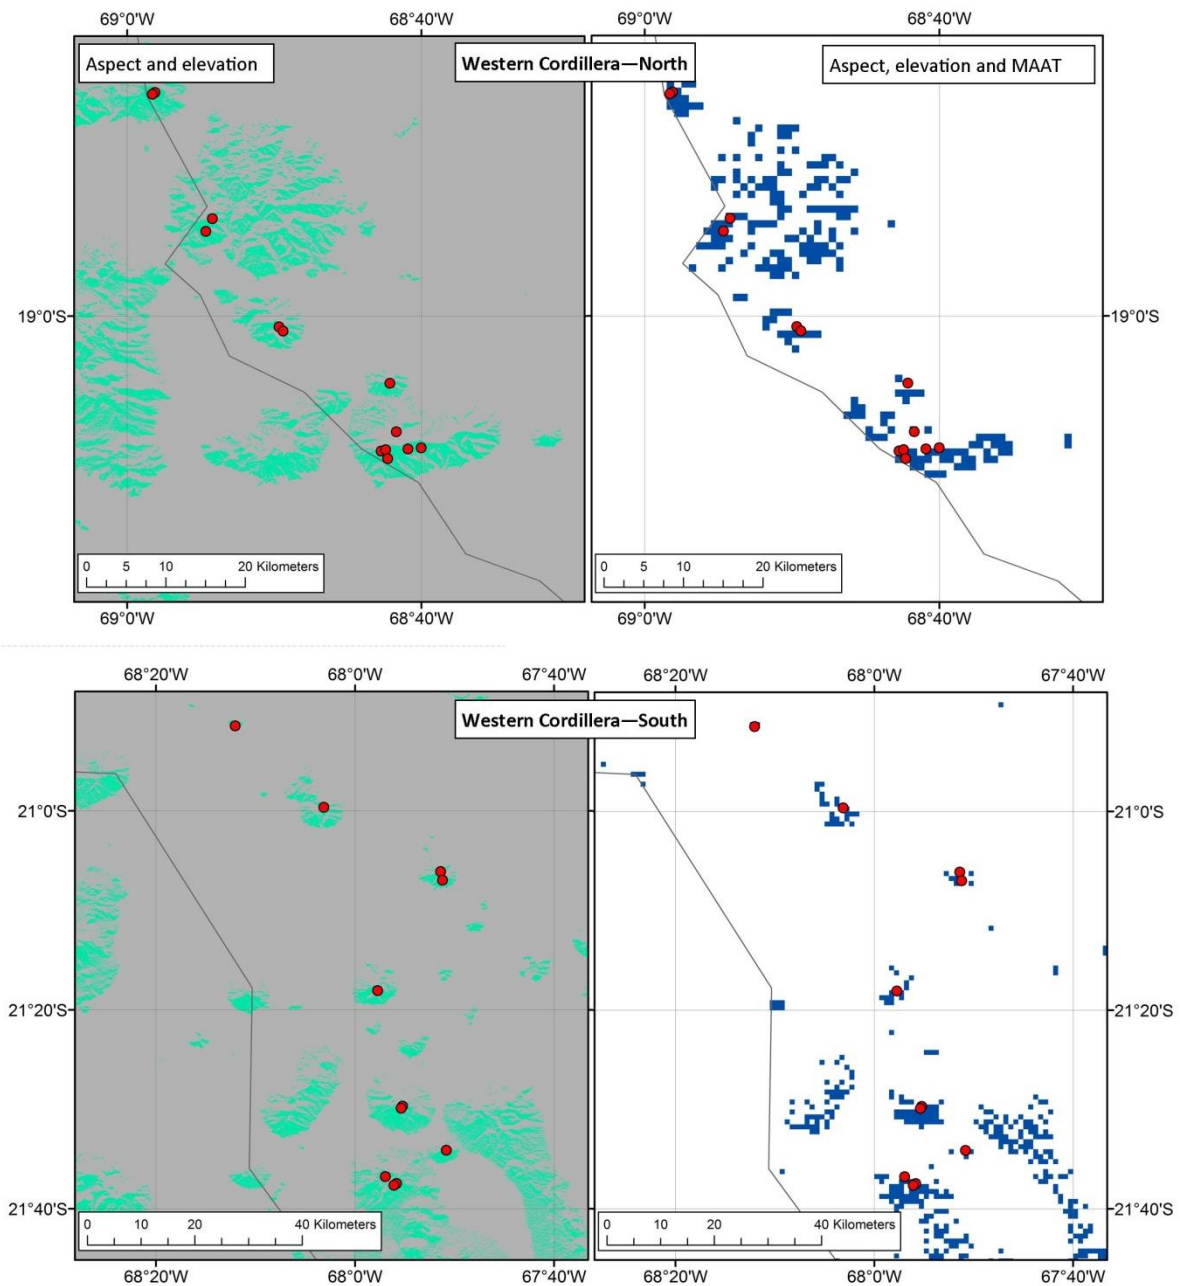 69°0'W 68°40'W 69°0'W 68°40'W
Aspect and elevation
Western Cordillera—North
Aspect, elevation and MAAT
19°0'S 19°0'S
0 5 10 20 Kilometers
0 5 10 20 Kilometers
69°0'W 68°40'W 69°0'W 68°40'W
68°20'W 68°0'W 67°40'W 68°20'W 68°0'W 67°40'W
Western Cordillera—South
21°0'S 21°0'S
21°20'S 21°20'S
21°40'S 21°40'S
0 10 20 40 Kilometers
0 10 20 40 Kilometers
68°20'W 68°0'W 67°40'W 68°20'W 68°0'W 67°40'W